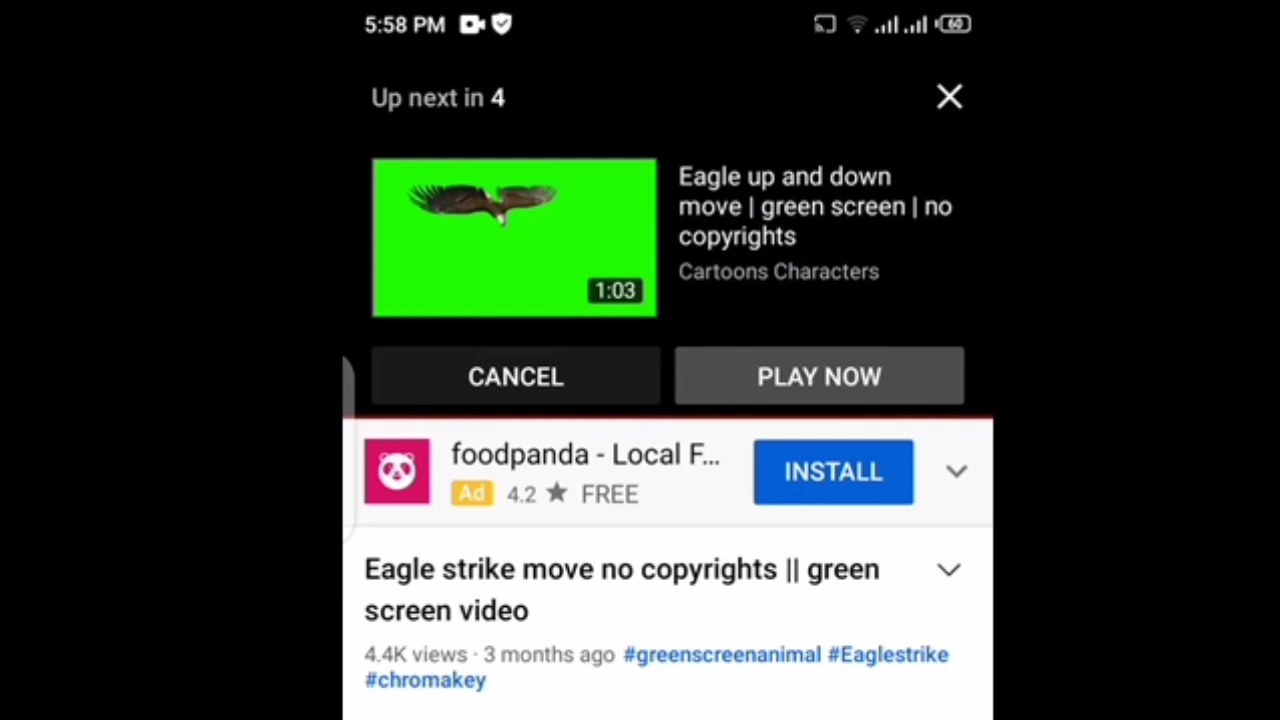 5:58 PM 60
Up next in 4
Eagle up and down
move | green screen | no
copyrights
Cartoons Characters
1:03
CANCEL PLAY NOW
foodpanda - Local F...
Ad 4.2 ★ FREE
INSTALL
Eagle strike move no copyrights || green
screen video
4.4K views · 3 months ago #greenscreenanimal #Eaglestrike
#chromakey